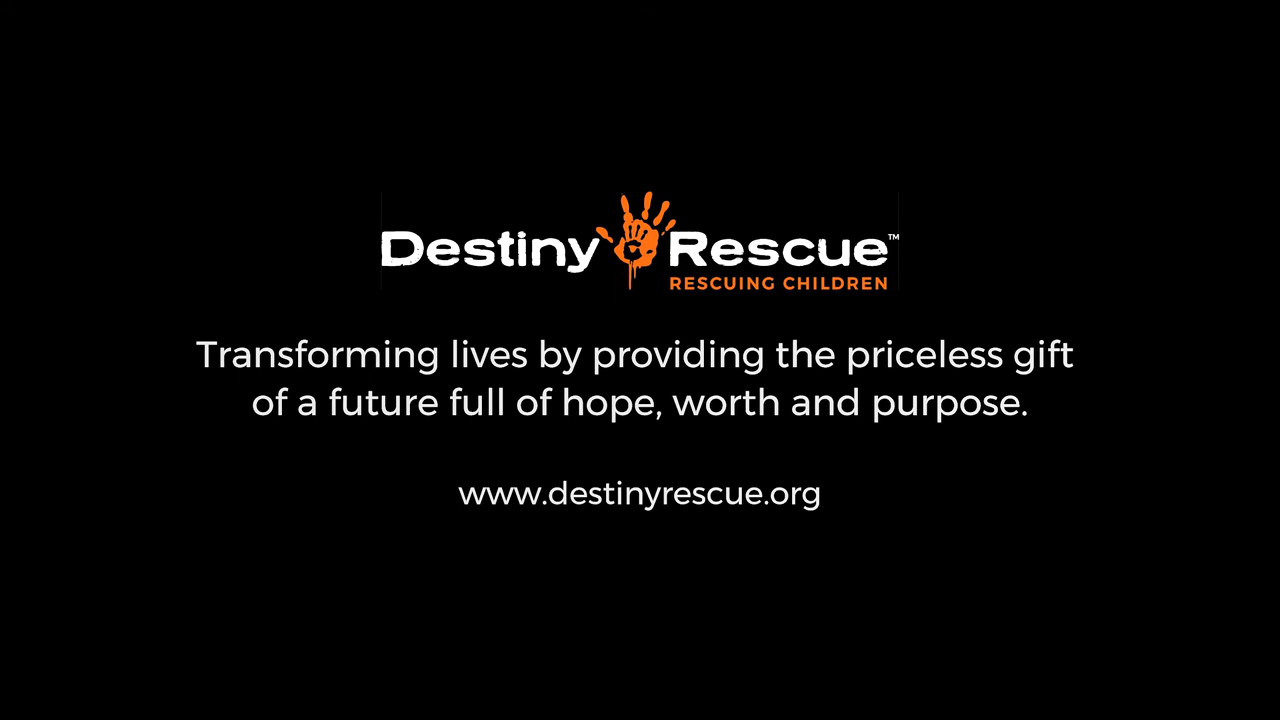 Destiny Rescue™
RESCUING CHILDREN
Transforming lives by providing the priceless gift
of a future full of hope, worth and purpose.
www.destinyrescue.org